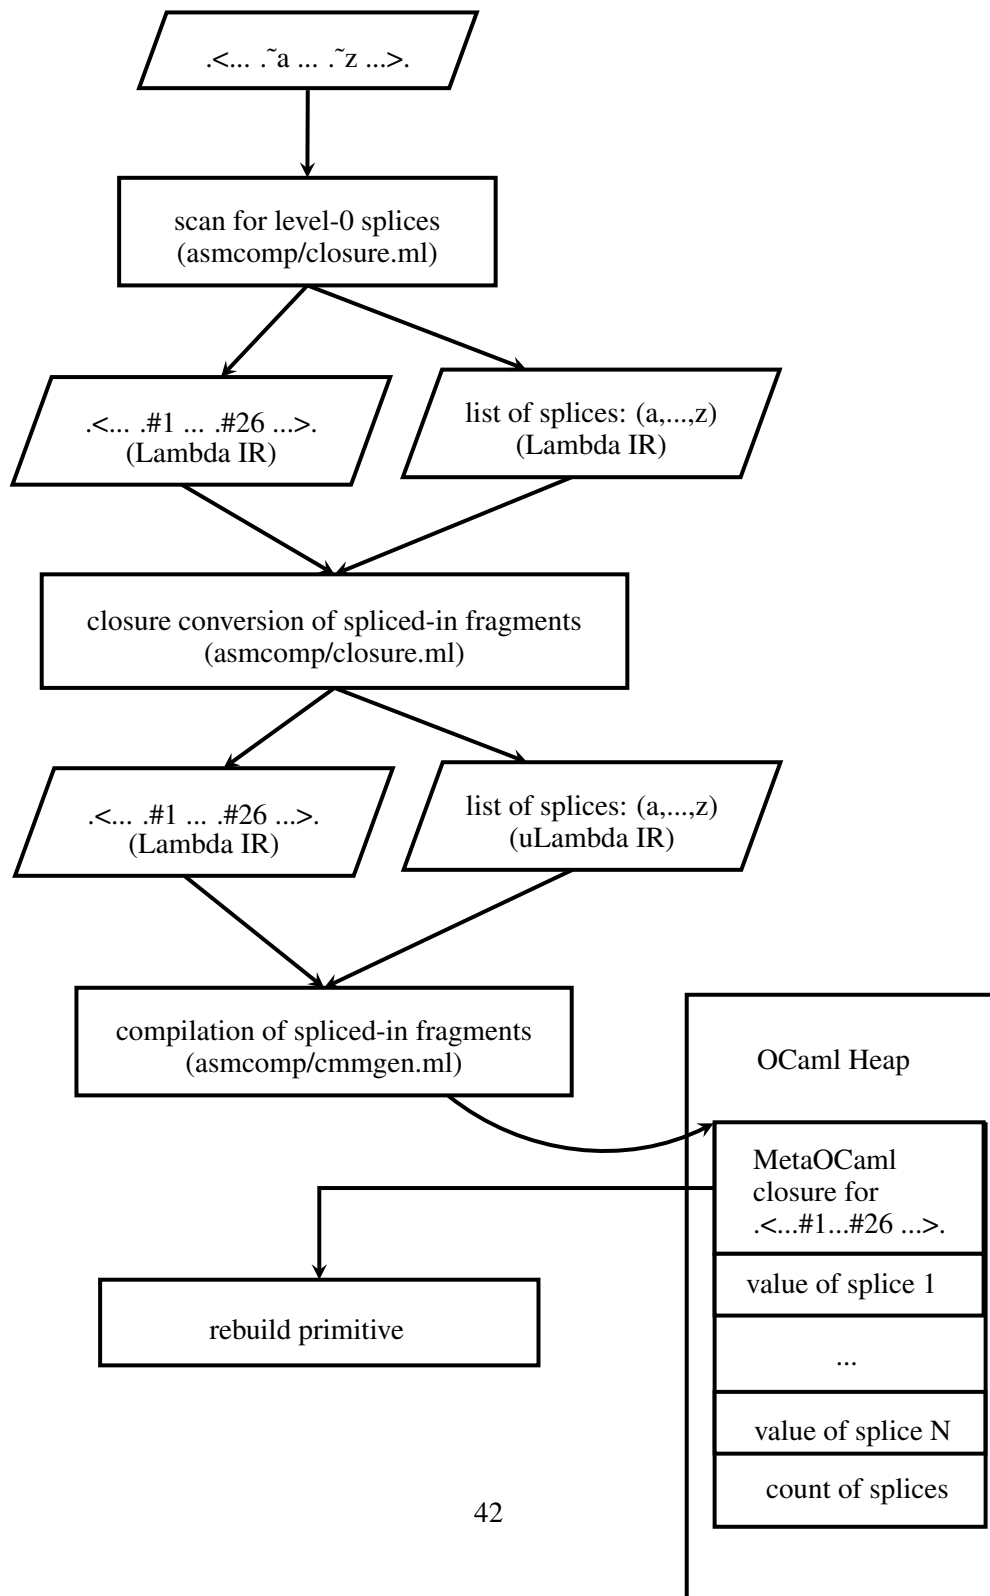 .<... .˜a ... .˜z ...>.
scan for level-0 splices
(asmcomp/closure.ml)
.<... .#1 ... .#26 ...>.
(Lambda IR)
list of splices: (a,...,z)
(Lambda IR)
closure conversion of spliced-in fragments
(asmcomp/closure.ml)
.<... .#1 ... .#26 ...>.
(Lambda IR)
list of splices: (a,...,z)
(uLambda IR)
compilation of spliced-in fragments
(asmcomp/cmmgen.ml)
OCaml Heap
MetaOCaml
closure for
.<...#1...#26 ...>.
value of splice 1
...
value of splice N
count of splices
rebuild primitive
42